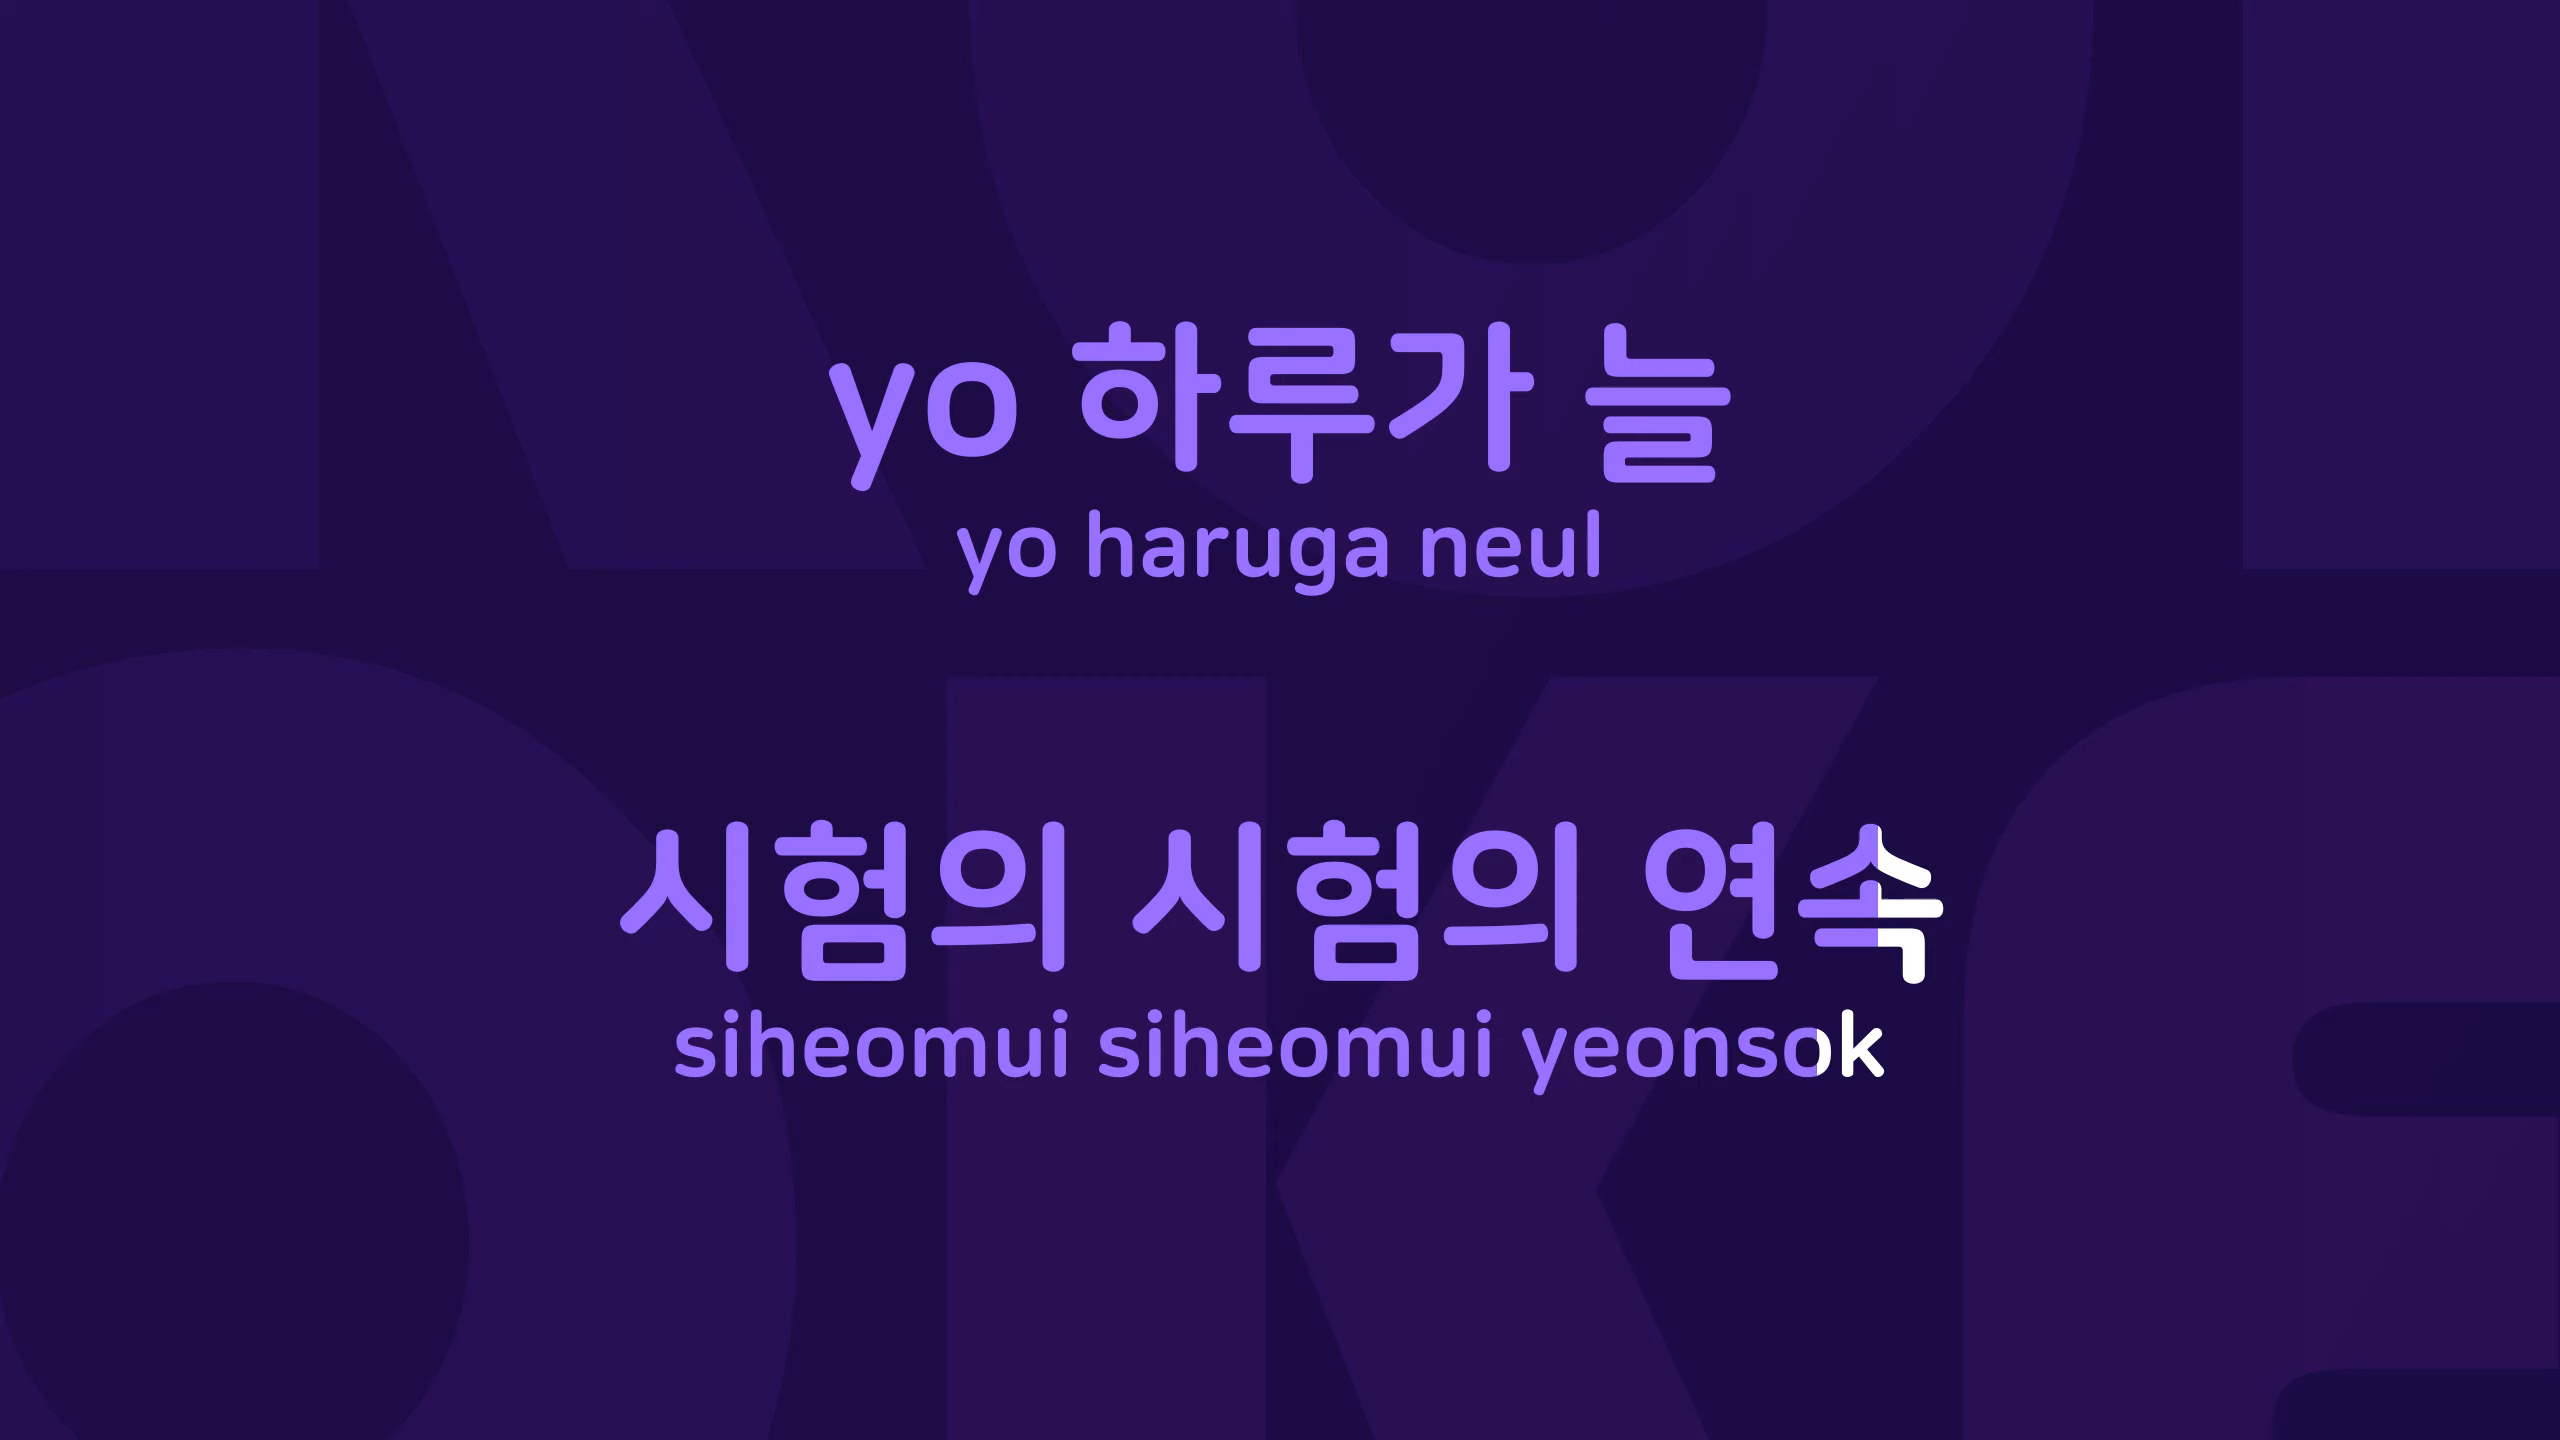 yo 하루가 늘
yo haruga neul
시험의 시험의 연속
siheomui siheomui yeonsok